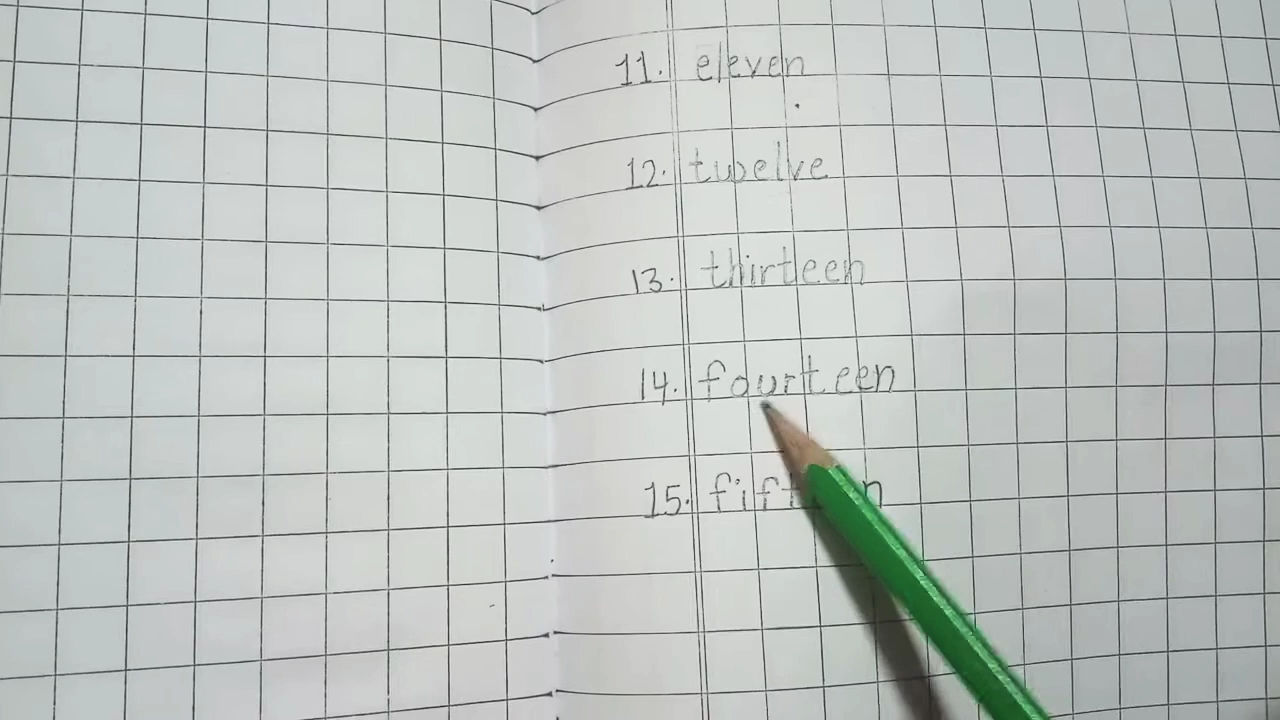 11. eleven
12. twelve
13. thirteen
14. fourteen
15.